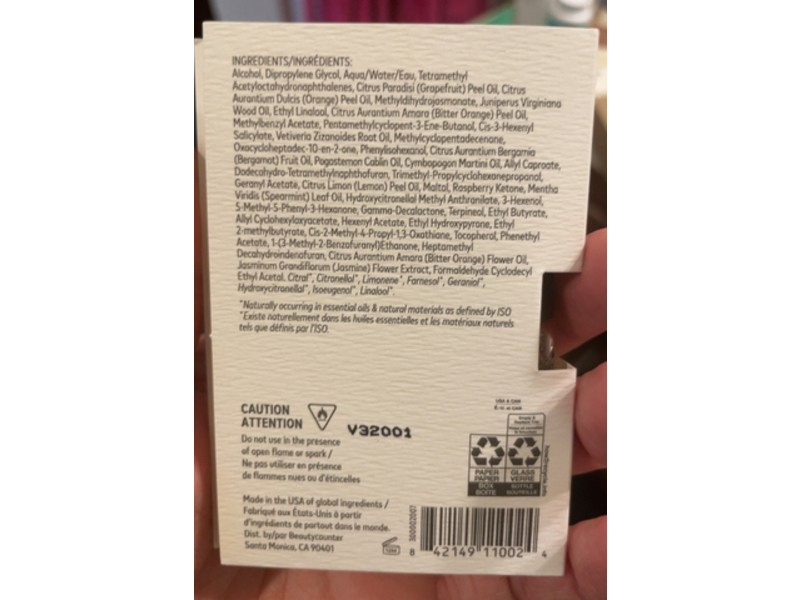 INGREDIENTS/INGRÉDIENTS:
Alcohol, Dipropylene Glycol, Aqua/Water/Eau, Tetramethyl
Acetyloctahydronaphthalenes, Citrus Paradisi (Grapefruit) Peel Oil, Citrus
Aurantium Dulcis (Orange) Peel Oil, Methyldihydrojasmonate, Juniperus Virginiana
Wood Oil, Ethyl Linalool, Citrus Aurantium Amara (Bitter Orange) Peel Oil,
Methylbenzyl Acetate, Pentamethylcyclopent-3-Ene-Butanol, Cis-3-Hexenyl
Salicylate, Vetiveria Zizanoides Root Oil, Methylcyclopentadecenone,
Oxacycloheptadec-10-en-2-one, Phenylisohexanol, Citrus Aurantium Bergamia
(Bergamot) Fruit Oil, Pogostemon Cablin Oil, Cymbopogon Martini Oil, Allyl Caproate,
Dodecahydro-Tetramethylnaphthofuran, Trimethyl-Propylcyclohexanepropanol,
Geranyl Acetate, Citrus Limon (Lemon) Peel Oil, Maltol, Raspberry Ketone, Mentha
Viridis (Spearmint) Leaf Oil, Hydroxycitronellal Methyl Anthranilate, 3-Hexenol,
5-Methyl-5-Phenyl-3-Hexanone, Gamma-Decalactone, Terpineol, Ethyl Butyrate,
Allyl Cyclohexyloxyacetate, Hexenyl Acetate, Ethyl Hydroxypyrone, Ethyl
2-methylbutyrate, Cis-2-Methyl-4-Propyl-1,3-Oxathiane, Tocopherol, Phenethyl
Acetate, 1-(3-Methyl-2-Benzofuranyl)Ethanone, Heptamethyl
Decahydroindenofuran, Citrus Aurantium Amara (Bitter Orange) Flower Oil,
Jasminum Grandiflorum (Jasmine) Flower Extract, Formaldehyde Cyclodecyl
Ethyl Acetal. Citral*, Citronellol*, Limonene*, Farnesol*, Geraniol*,
Hydroxycitronellal*, Isoeugenol*, Linalool*.
*Naturally occurring in essential oils & natural materials as defined by ISO
*Existe naturellement dans les huiles essentielles et les matériaux naturels
tels que définis par l'ISO.
CAUTION
ATTENTION
V32001
Do not use in the presence
of open flame or spark /
Ne pas utiliser en présence
de flammes nues ou d'étincelles
Made in the USA of global ingredients /
Fabriqué aux États-Unis à partir
d'ingrédients de partout dans le monde.
Dist. by/par Beautycounter
Santa Monica, CA 90401
USA & CAN
PAPER
PAPIER
BOX
BOITE
GLASS
VERRE
BOTTLE
BOUTEILLE
300002007
12M
8 42149 11002 4